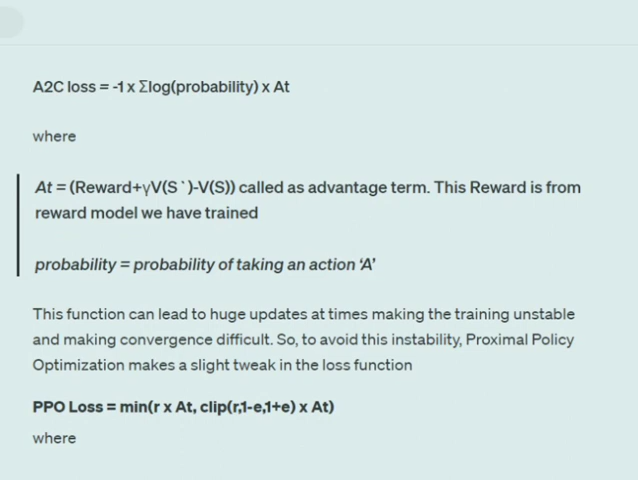 A2C loss = -1 x Σlog(probability) x At
where
At = (Reward+γV(S`)-V(S)) called as advantage term. This Reward is from
reward model we have trained
probability = probability of taking an action ‘A’
This function can lead to huge updates at times making the training unstable
and making convergence difficult. So, to avoid this instability, Proximal Policy
Optimization makes a slight tweak in the loss function
PPO Loss = min(r x At, clip(r,1-e,1+e) x At)
where